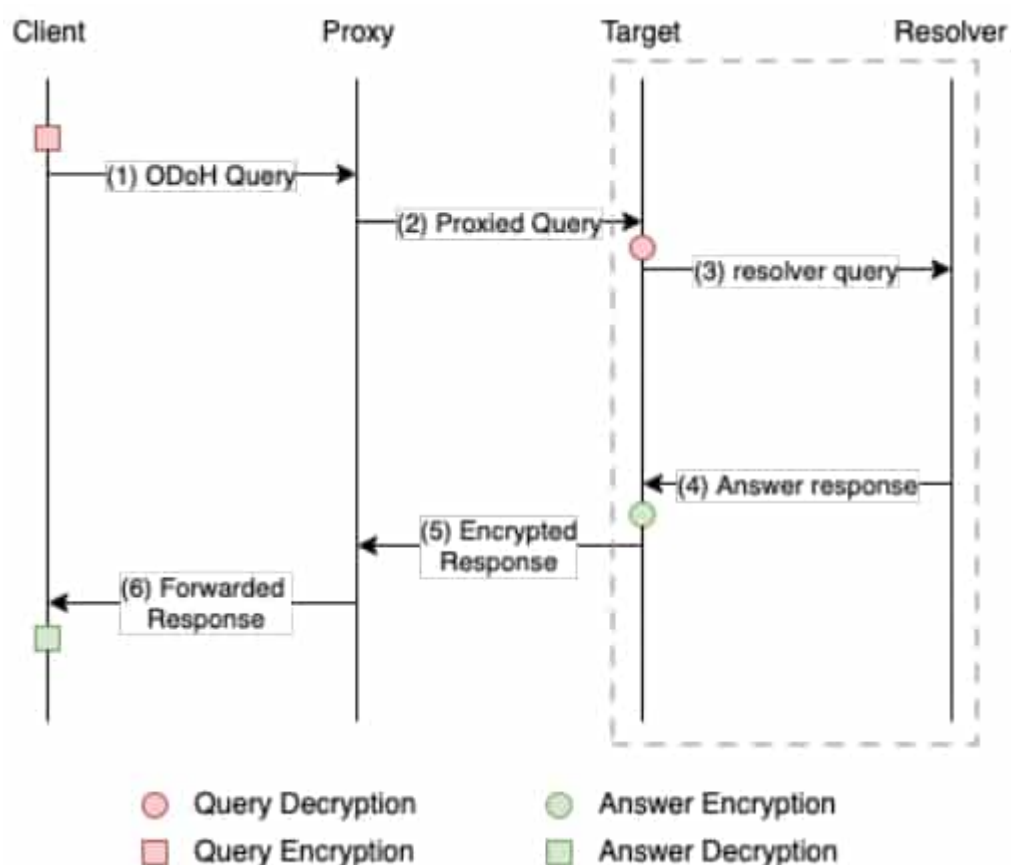 Client Proxy Target Resolver
(1) ODoH Query
(2) Proxied Query
(3) resolver query
(4) Answer response
(5) Encrypted
Response
(6) Forwarded
Response
Query Decryption Answer Encryption
Query Encryption Answer Decryption